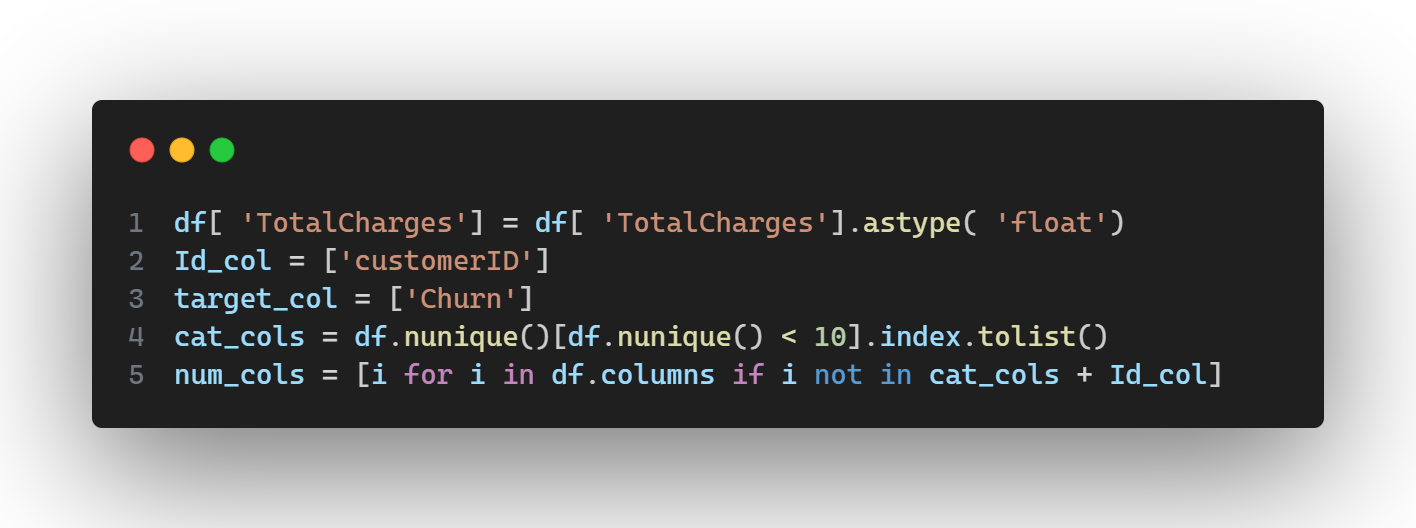 1 df[ 'TotalCharges'] = df[ 'TotalCharges'].astype( 'float')
2 Id_col = ['customerID']
3 target_col = ['Churn']
4 cat_cols = df.nunique()[df.nunique() < 10].index.tolist()
5 num_cols = [i for i in df.columns if i not in cat_cols + Id_col]